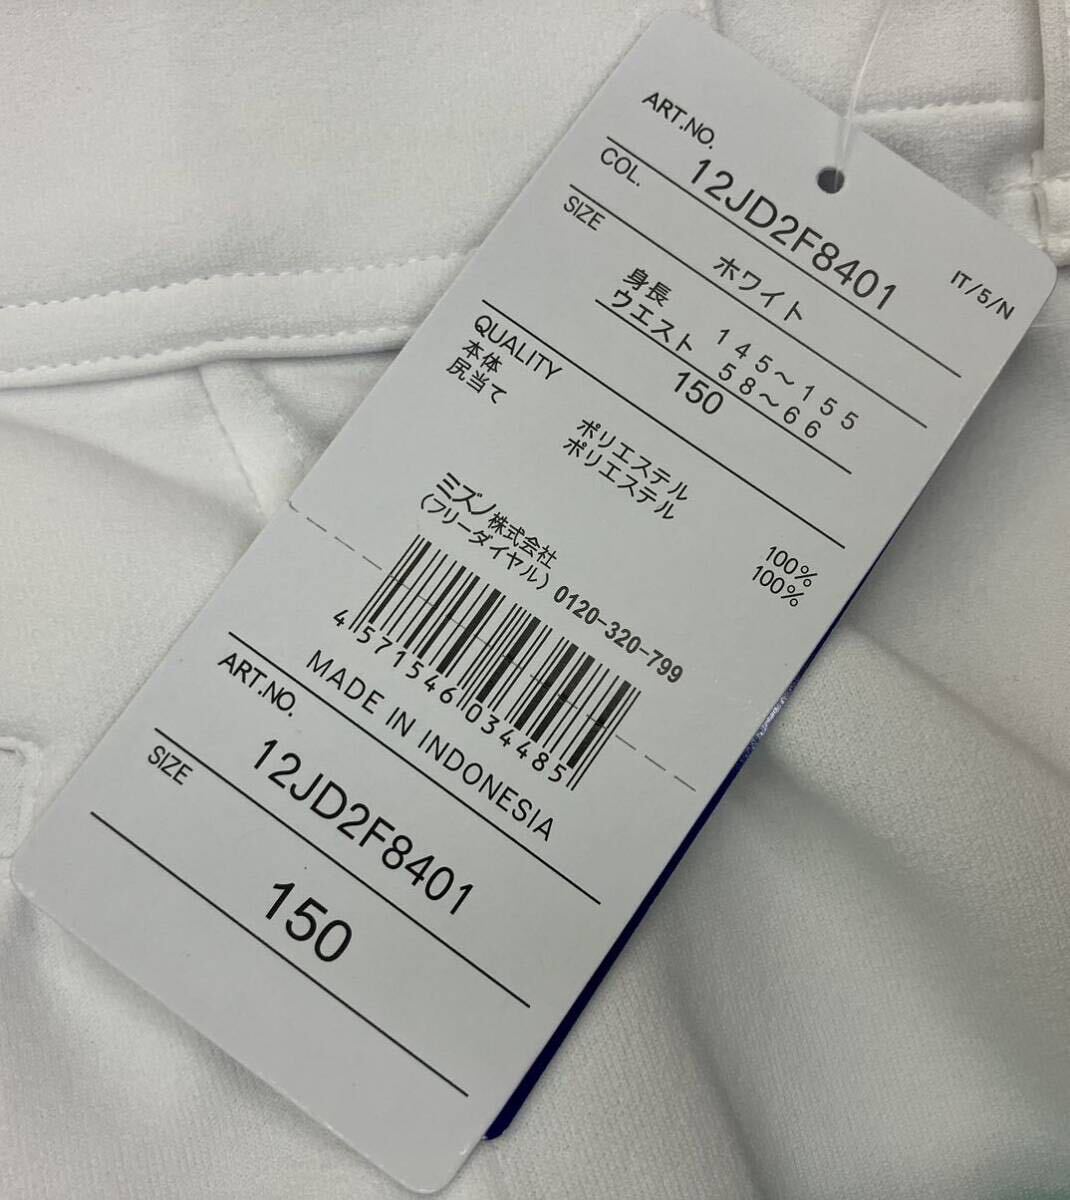 ART.NO.
12JD2F8401
IT/5/N
COL.
ホワイト
SIZE
身長 145～155
ウエスト 58～66
150
QUALITY
本体 ポリエステル 100%
尻当て ポリエステル 100%
ミズノ株式会社
(フリーダイヤル) 0120-320-799
4571546034485
MADE IN INDONESIA
ART.NO.
12JD2F8401
SIZE
150